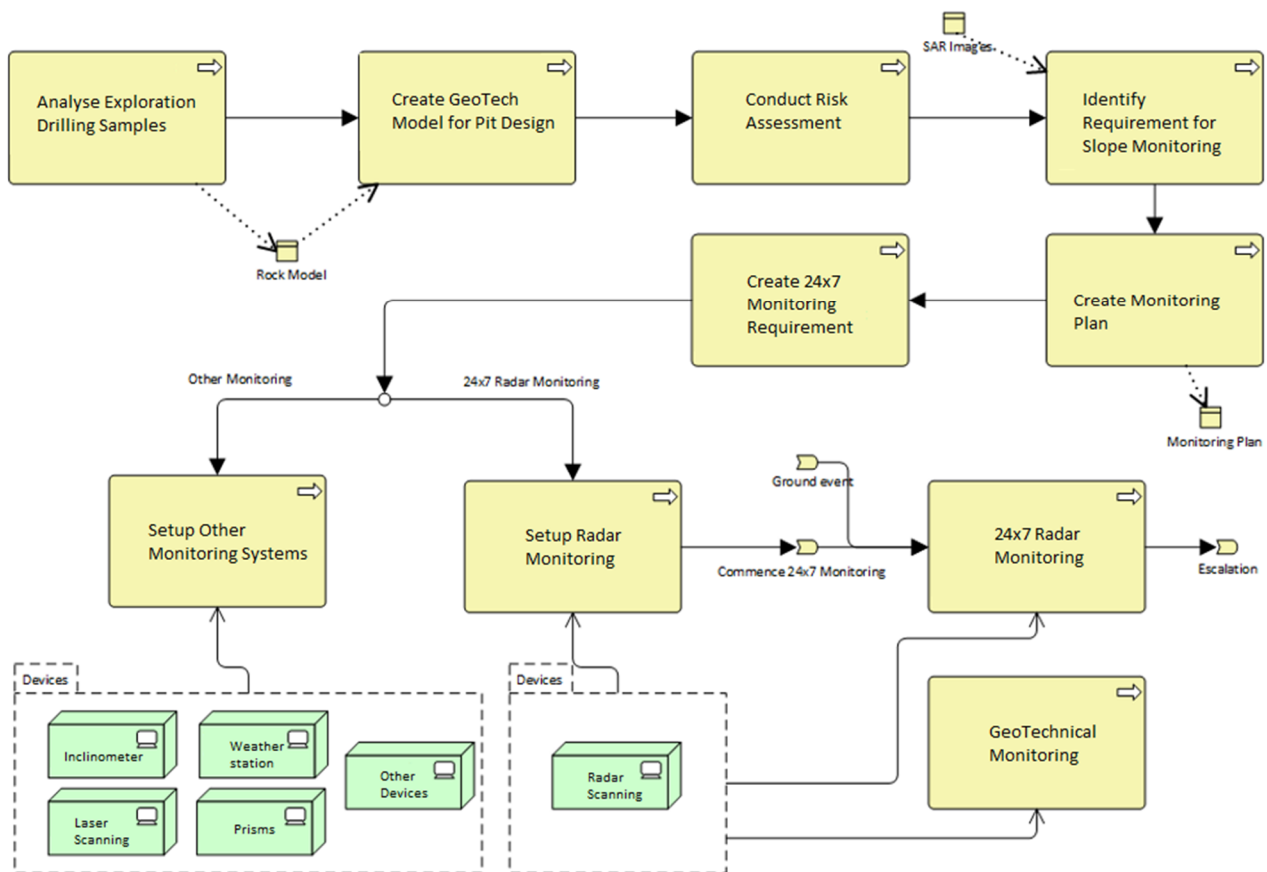 SAR Images
Analyse Exploration
Drilling Samples
Create GeoTech
Model for Pit Design
Conduct Risk
Assessment
Identify
Requirement for
Slope Monitoring
Rock Model
Create 24x7
Monitoring
Requirement
Create Monitoring
Plan
Other Monitoring
24x7 Radar Monitoring
Monitoring Plan
Setup Other
Monitoring Systems
Setup Radar
Monitoring
Ground event
Commence 24x7 Monitoring
24x7 Radar
Monitoring
Escalation
Devices
Inclinometer
Weather
station
Other
Devices
Laser
Scanning
Prisms
Devices
Radar
Scanning
GeoTechnical
Monitoring